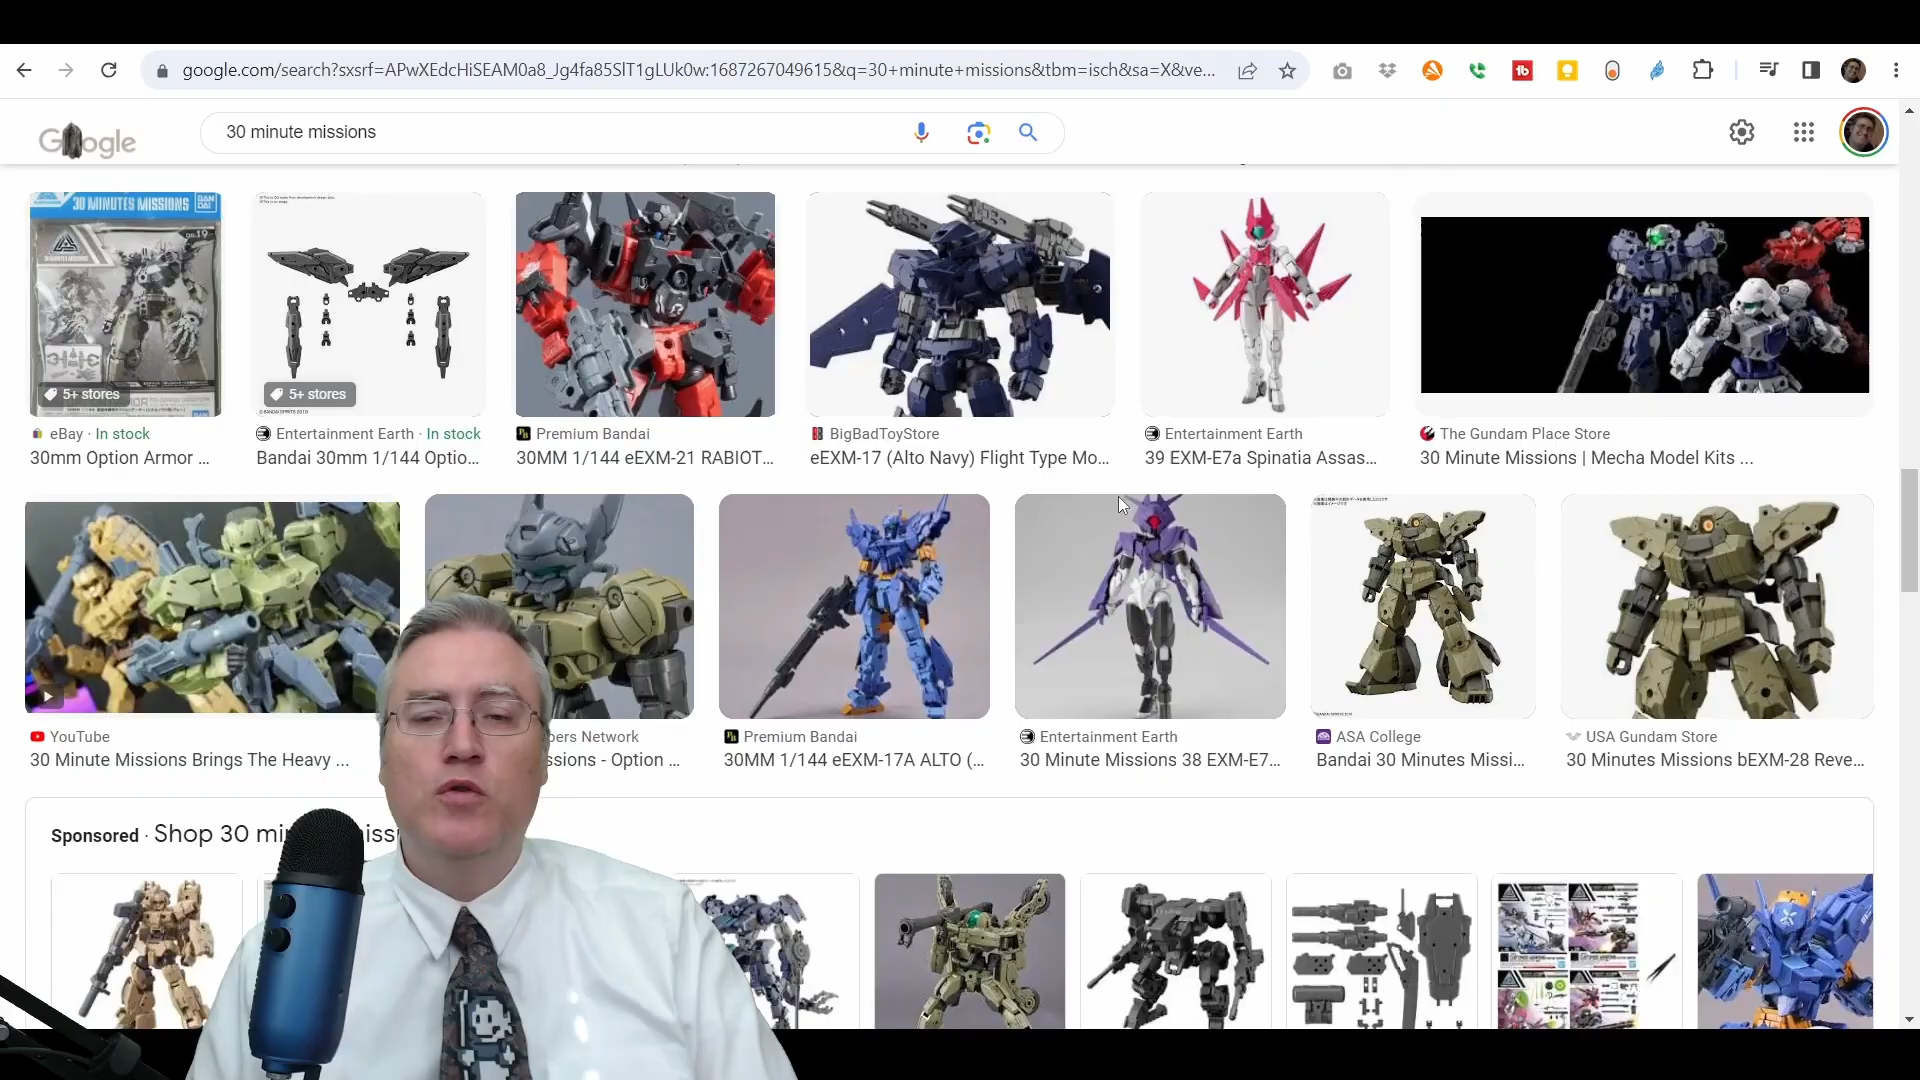 google.com/search?sxsrf=APwXEdcHiSEAM0a8_Jg4fa85SlT1gLUk0w:1687267049615&q=30+minute+missions&tbm=isch&sa=X&ve...
Google
30 minute missions
30 MINUTES MISSIONS
BAN
DAI
5+ stores
5+ stores
eBay · In stock
Entertainment Earth · In stock
Premium Bandai
BigBadToyStore
Entertainment Earth
The Gundam Place Store
30mm Option Armor ...
Bandai 30mm 1/144 Optio...
30MM 1/144 eEXM-21 RABIOT...
eEXM-17 (Alto Navy) Flight Type Mo...
39 EXM-E7a Spinatia Assas...
30 Minute Missions | Mecha Model Kits ...
YouTube
bers Network
Premium Bandai
Entertainment Earth
ASA College
USA Gundam Store
30 Minute Missions Brings The Heavy ...
ssions - Option ...
30MM 1/144 eEXM-17A ALTO (...
30 Minute Missions 38 EXM-E7...
Bandai 30 Minutes Missi...
30 Minutes Missions bEXM-28 Reve...
Sponsored · Shop 30 mi iss